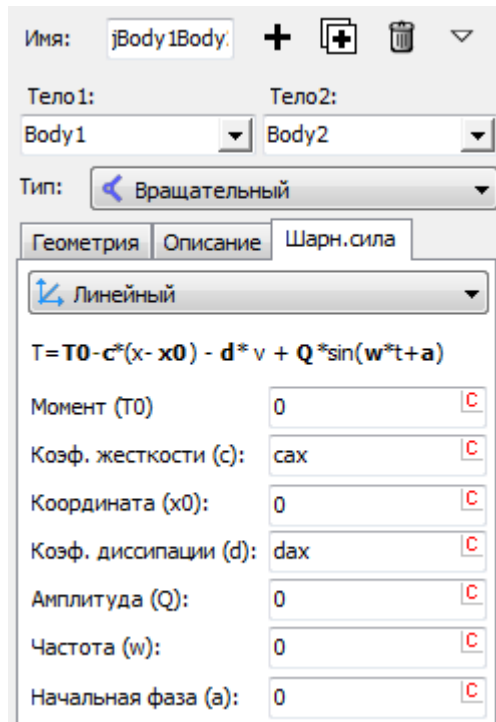 Имя: jBody1Body
Тело1: Тело2:
Body1 Body2
Тип: Вращательный
Геометрия Описание Шарн.сила
Линейный
T=T0-c*(x- x0) - d* v + Q*sin(w*t+a)
Момент (T0) 0 C
Коэф. жесткости (c): cax C
Координата (x0): 0 C
Коэф. диссипации (d): dax C
Амплитуда (Q): 0 C
Частота (w): 0 C
Начальная фаза (a): 0 C